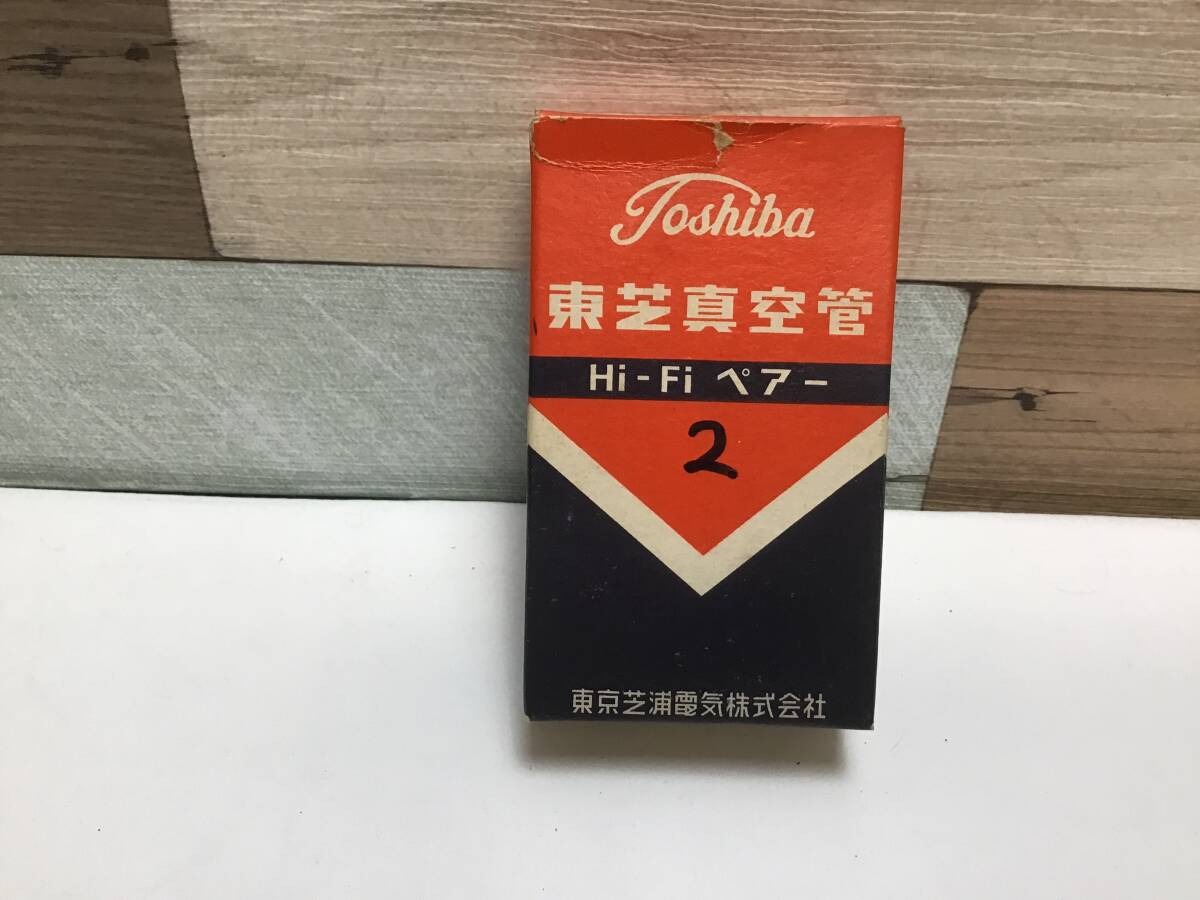 Toshiba
東芝真空管
Hi-Fi ペアー
2
東京芝浦電気株式会社